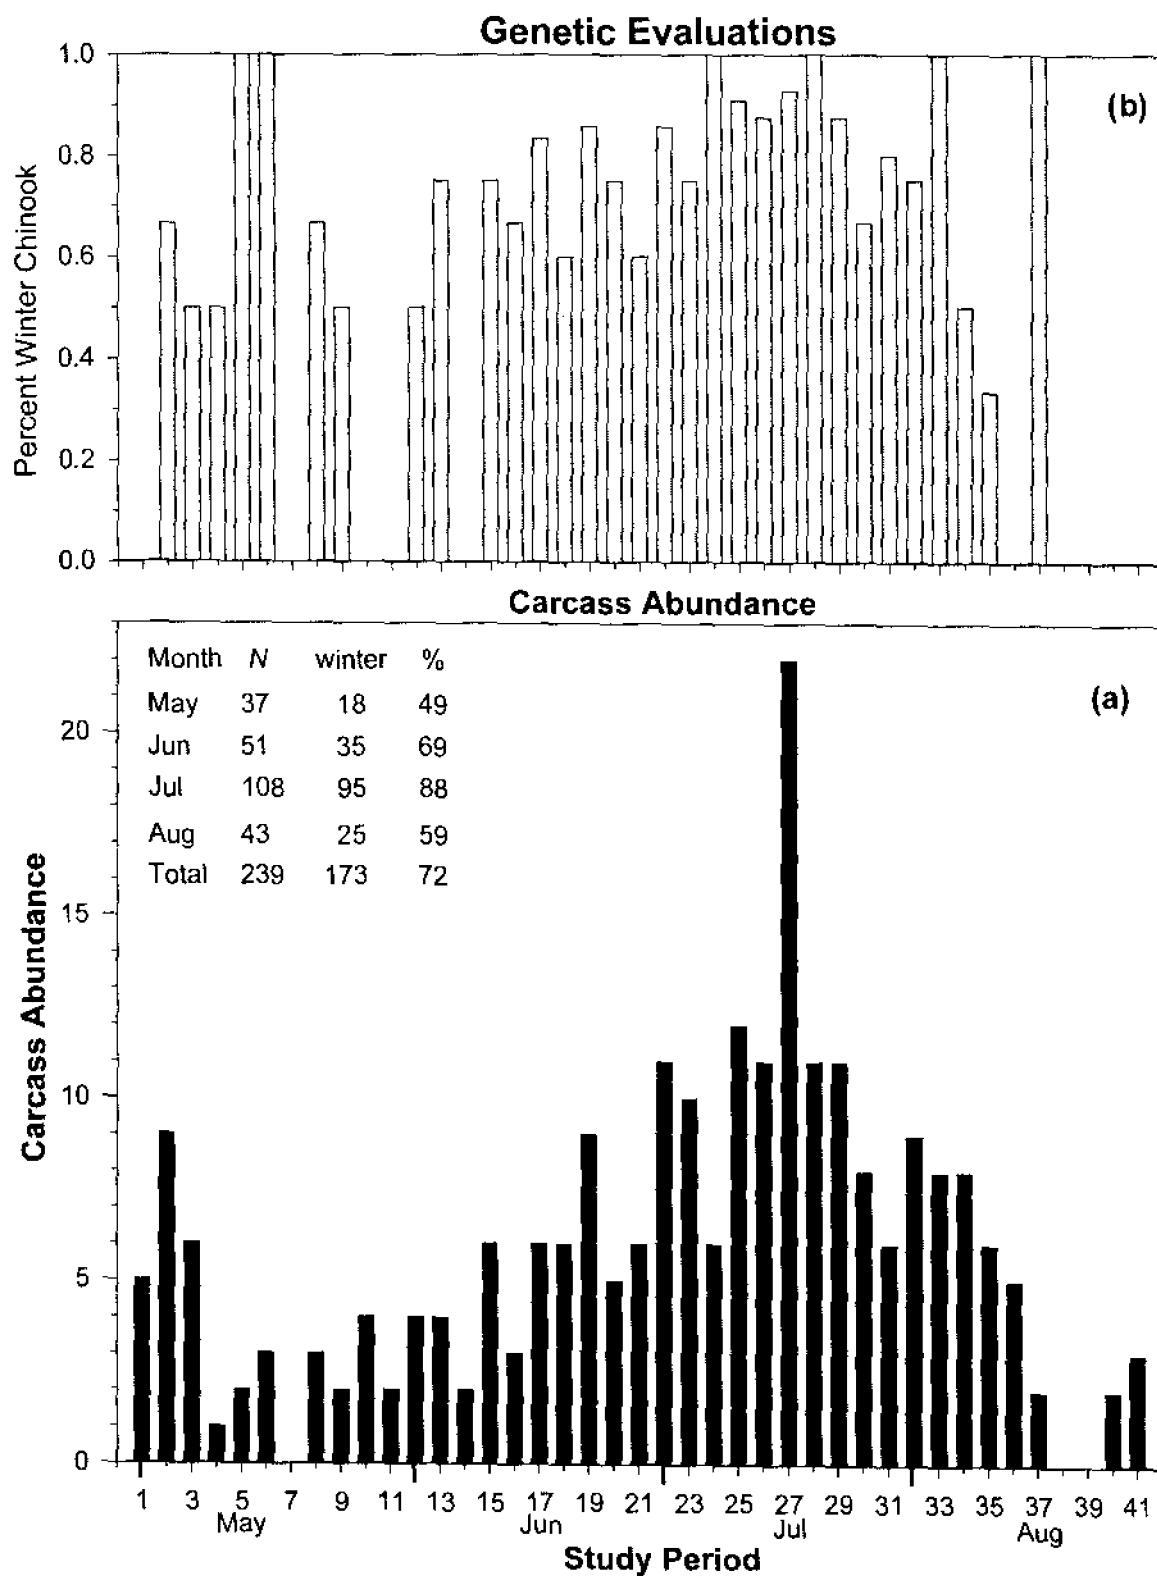 Genetic Evaluations
(b)
Percent Winter Chinook
1.0
0.8
0.6
0.4
0.2
0.0
Carcass Abundance
(a)
Month N winter %
May 37 18 49
Jun 51 35 69
Jul 108 95 88
Aug 43 25 59
Total 239 173 72
Carcass Abundance
20
15
10
5
0
1 3 5 7 9 11 13 15 17 19 21 23 25 27 29 31 33 35 37 39 41
May Jun Jul Aug
Study Period